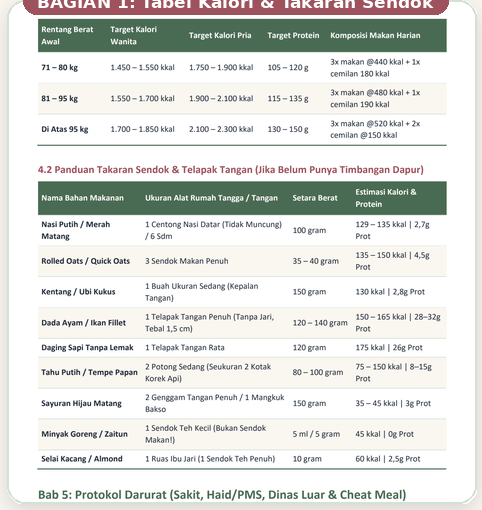 BAGIAN 1: Tabel Kalori & Takaran Sendok
Rentang Berat Awal Target Kalori Wanita Target Kalori Pria Target Protein Komposisi Makan Harian
71 – 80 kg 1.450 – 1.550 kkal 1.750 – 1.900 kkal 105 – 120 g 3x makan @440 kkal + 1x cemilan 180 kkal
81 – 95 kg 1.550 – 1.700 kkal 1.900 – 2.100 kkal 115 – 135 g 3x makan @480 kkal + 1x cemilan 190 kkal
Di Atas 95 kg 1.700 – 1.850 kkal 2.100 – 2.300 kkal 130 – 150 g 3x makan @520 kkal + 2x cemilan @150 kkal
4.2 Panduan Takaran Sendok & Telapak Tangan (Jika Belum Punya Timbangan Dapur)
Nama Bahan Makanan Ukuran Alat Rumah Tangga / Tangan Setara Berat Estimasi Kalori & Protein
Nasi Putih / Merah Matang 1 Centong Nasi Datar (Tidak Muncung) / 6 Sdm 100 gram 129 – 135 kkal | 2,7g Prot
Rolled Oats / Quick Oats 3 Sendok Makan Penuh 35 – 40 gram 135 – 150 kkal | 4,5g Prot
Kentang / Ubi Kukus 1 Buah Ukuran Sedang (Kepalan Tangan) 150 gram 130 kkal | 2,8g Prot
Dada Ayam / Ikan Fillet 1 Telapak Tangan Penuh (Tanpa Jari, Tebal 1,5 cm) 120 – 140 gram 150 – 165 kkal | 28–32g Prot
Daging Sapi Tanpa Lemak 1 Telapak Tangan Rata 120 gram 175 kkal | 26g Prot
Tahu Putih / Tempe Papan 2 Potong Sedang (Seukuran 2 Kotak Korek Api) 80 – 100 gram 75 – 150 kkal | 8–15g Prot
Sayuran Hijau Matang 2 Genggam Tangan Penuh / 1 Mangkuk Bakso 150 gram 35 – 45 kkal | 3g Prot
Minyak Goreng / Zaitun 1 Sendok Teh Kecil (Bukan Sendok Makan!) 5 ml / 5 gram 45 kkal | 0g Prot
Selai Kacang / Almond 1 Ruas Ibu Jari (1 Sendok Teh Penuh) 10 gram 60 kkal | 2,5g Prot
Bab 5: Protokol Darurat (Sakit, Haid/PMS, Dinas Luar & Cheat Meal)